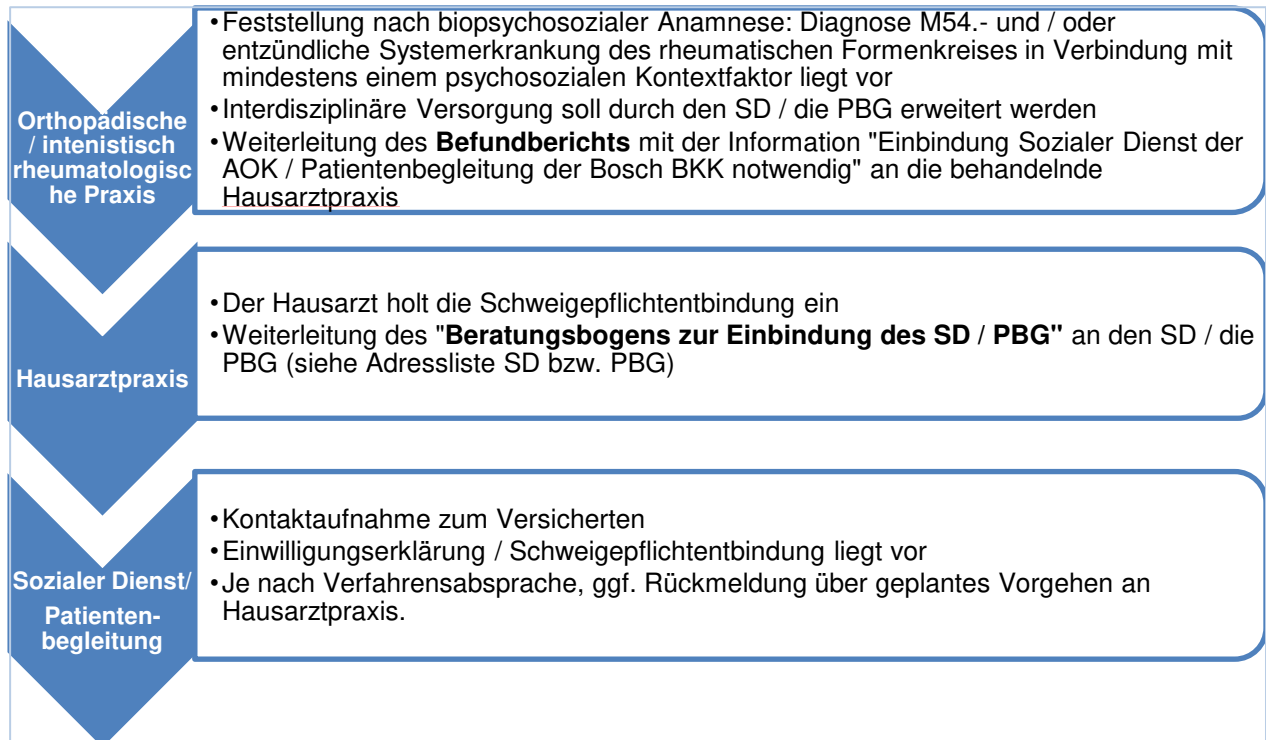 Orthopädische
/ intenistisch
rheumatologisc
he Praxis
•Feststellung nach biopsychosozialer Anamnese: Diagnose M54.- und / oder
entzündliche Systemerkrankung des rheumatischen Formenkreises in Verbindung mit
mindestens einem psychosozialen Kontextfaktor liegt vor
•Interdisziplinäre Versorgung soll durch den SD / die PBG erweitert werden
•Weiterleitung des Befundberichts mit der Information "Einbindung Sozialer Dienst der
AOK / Patientenbegleitung der Bosch BKK notwendig" an die behandelnde
Hausarztpraxis
Hausarztpraxis
•Der Hausarzt holt die Schweigepflichtentbindung ein
•Weiterleitung des "Beratungsbogens zur Einbindung des SD / PBG" an den SD / die
PBG (siehe Adressliste SD bzw. PBG)
Sozialer Dienst/
Patienten-
begleitung
•Kontaktaufnahme zum Versicherten
•Einwilligungserklärung / Schweigepflichtentbindung liegt vor
•Je nach Verfahrensabsprache, ggf. Rückmeldung über geplantes Vorgehen an
Hausarztpraxis.